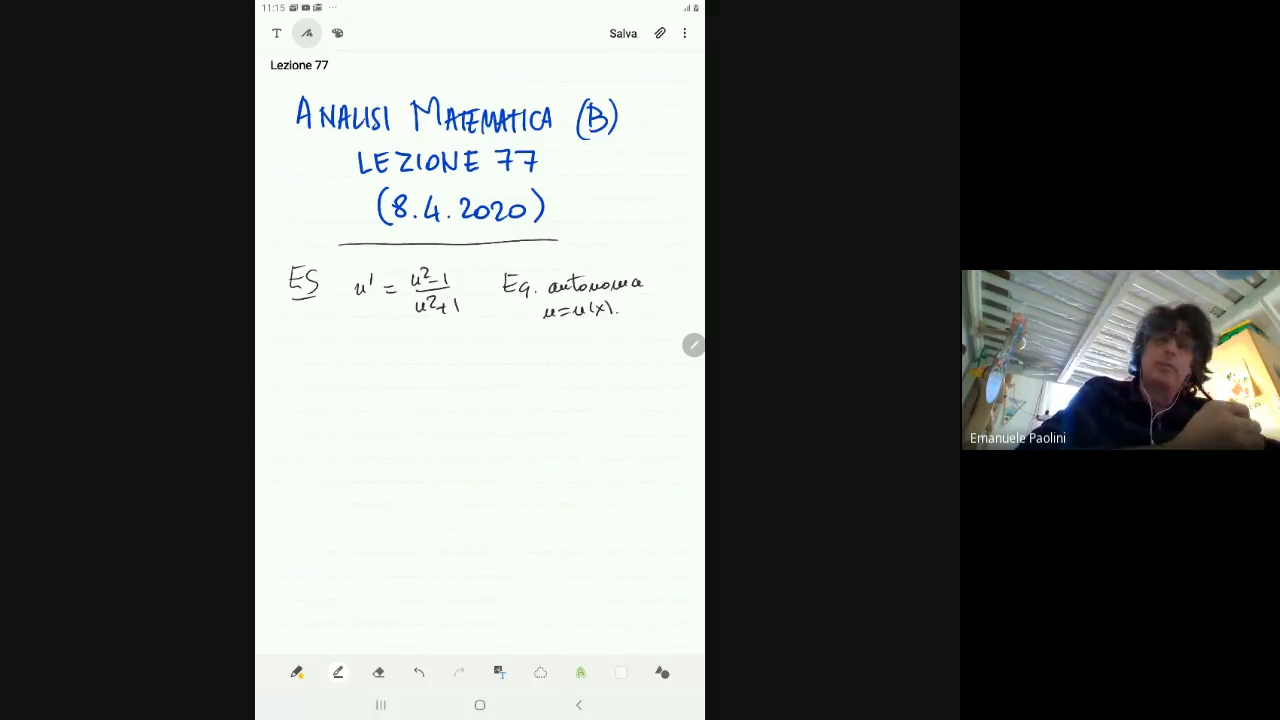 11:15
Salva
Lezione 77
ANALISI MATEMATICA (B)
LEZIONE 77
(8.4.2020)
ES u' = u²-1 / u²+1 Eq. autonoma
u=u(x).
Emanuele Paolini